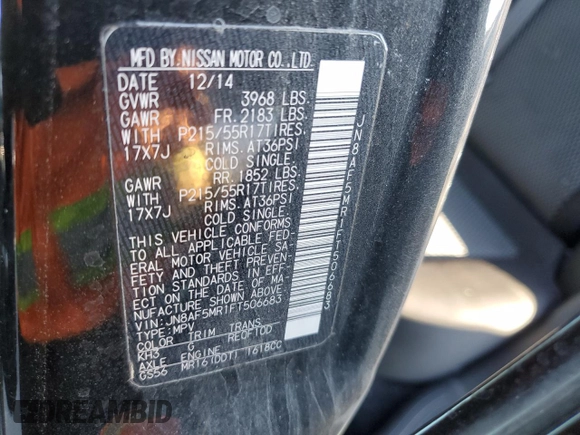 MFD BY NISSAN MOTOR CO.,LTD.
DATE 12/14
GVWR 3968 LBS.
GAWR FR. 2183 LBS.
WITH P215/55R17TIRES,
17X7J RIMS. AT36PSI
COLD SINGLE.
GAWR RR. 1852 LBS.
WITH P215/55R17TIRES,
17X7J RIMS. AT36PSI
COLD SINGLE.
THIS VEHICLE CONFORMS
TO ALL APPLICABLE FED-
ERAL MOTOR VEHICLE SA-
FETY AND THEFT PREVEN-
TION STANDARDS IN EFF-
ECT ON THE DATE OF MA-
NUFACTURE SHOWN ABOVE.
VIN: JN8AF5MR1FT506683
TYPE: MPV
COLOR TRIM TRANS
KH3 G RE0F10D
AXLE ENGINE
GS56 MR16(DDT) 1618CC
JN8AF5MR1FT506683
DREAMBID